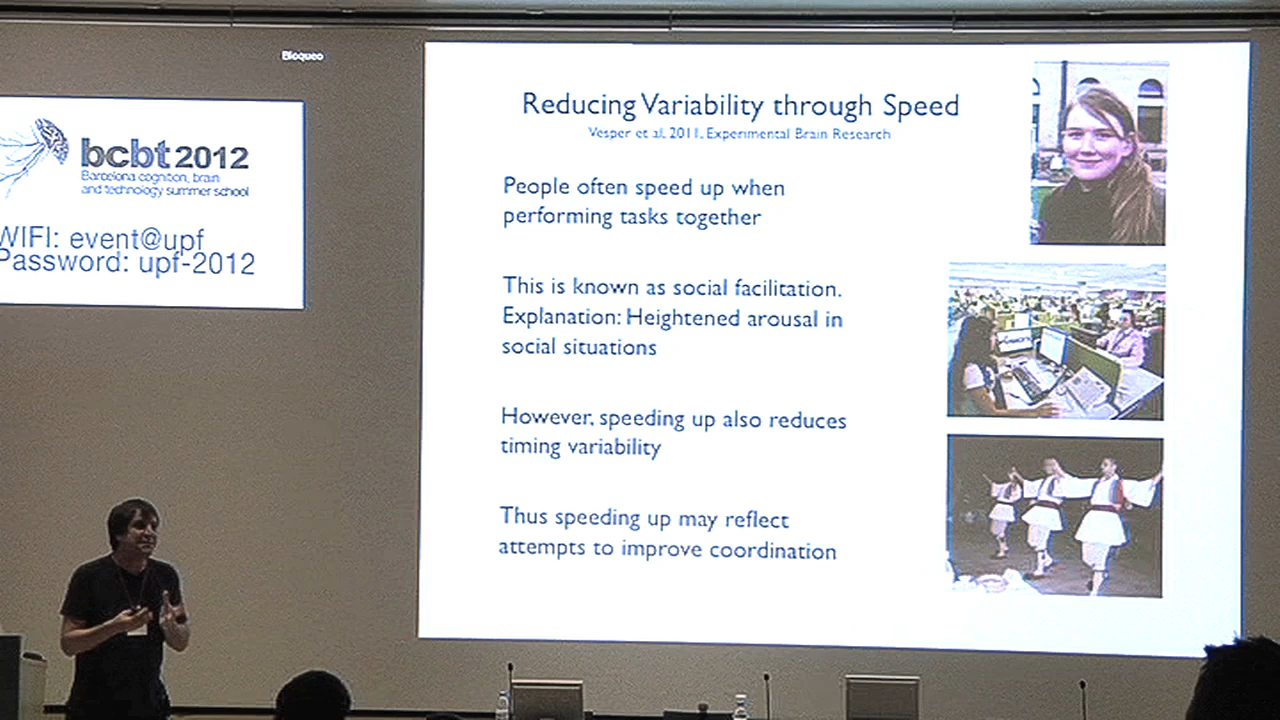 Bloqueo
bcbt 2012
Barcelona cognition, brain
and technology summer school
WIFI: event@upf
Password: upf-2012
Reducing Variability through Speed
Vesper et al, 2011, Experimental Brain Research
People often speed up when
performing tasks together
This is known as social facilitation.
Explanation: Heightened arousal in
social situations
However, speeding up also reduces
timing variability
Thus speeding up may reflect
attempts to improve coordination